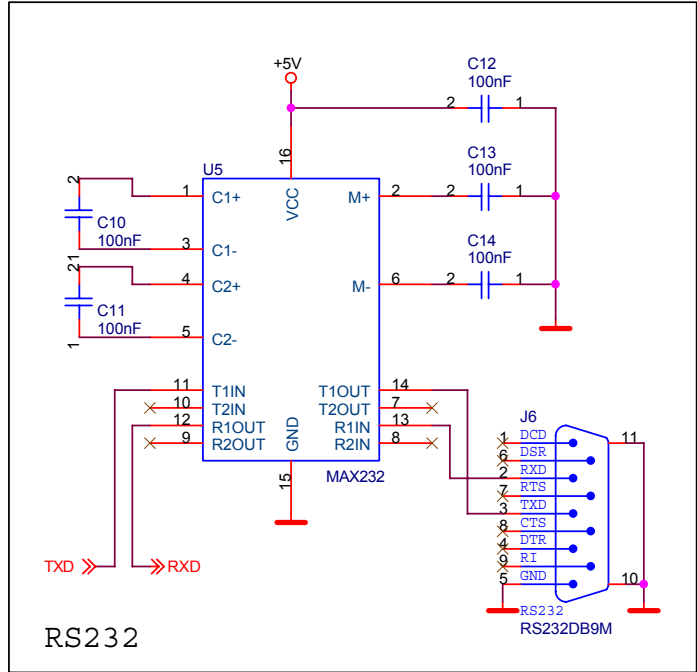 +5V
C12
100nF
2 1
C13
100nF
2 1
C14
100nF
2 1
U5
16
VCC
2
C10
100nF
1
1 C1+
3 C1-
2
C11
100nF
1
4 C2+
5 C2-
M+ 2
M- 6
11 T1IN
10 T2IN
12 R1OUT
9 R2OUT
T1OUT 14
T2OUT 7
R1IN 13
R2IN 8
GND
15
MAX232
TXD
RXD
J6
1 DCD
6 DSR
2 RXD
7 RTS
3 TXD
8 CTS
4 DTR
9 RI
5 GND
11
10
RS232
RS232DB9M
RS232